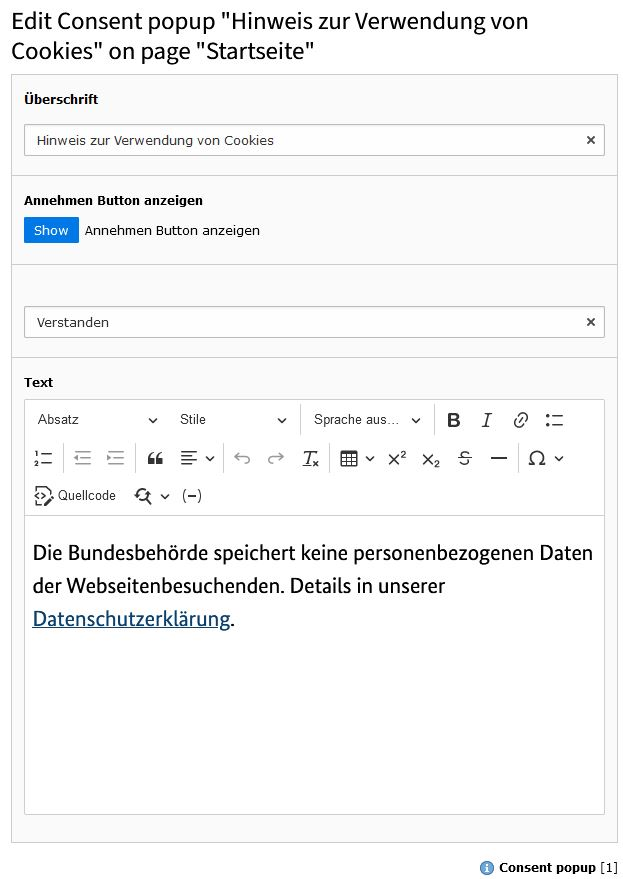 Edit Consent popup "Hinweis zur Verwendung von
Cookies" on page "Startseite"
Überschrift
Hinweis zur Verwendung von Cookies ×
Annehmen Button anzeigen
Show Annehmen Button anzeigen
Verstanden ×
Text
Absatz Stile Sprache aus... B I
Quellcode (−)
Die Bundesbehörde speichert keine personenbezogenen Daten
der Webseitenbesuchenden. Details in unserer
Datenschutzerklärung.
Consent popup [1]